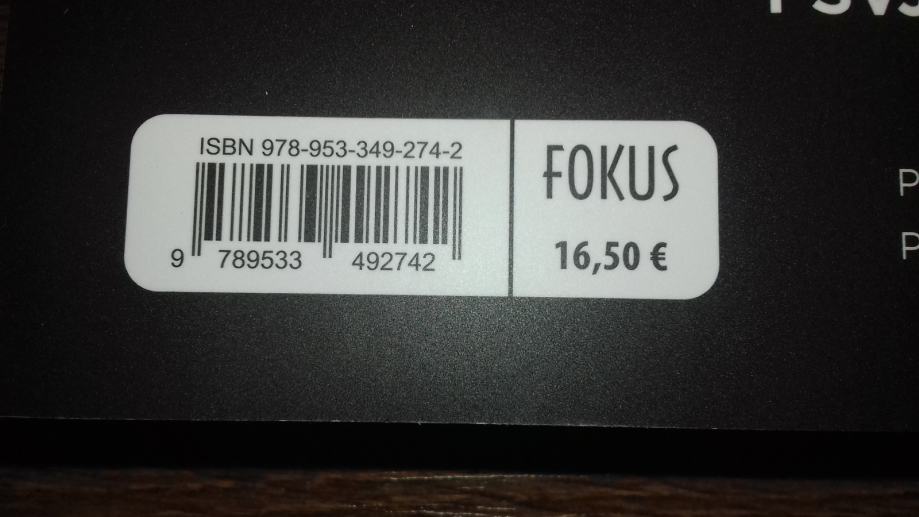 ISBN 978-953-349-274-2
9 789533 492742
FOKUS
16,50 €
P
P